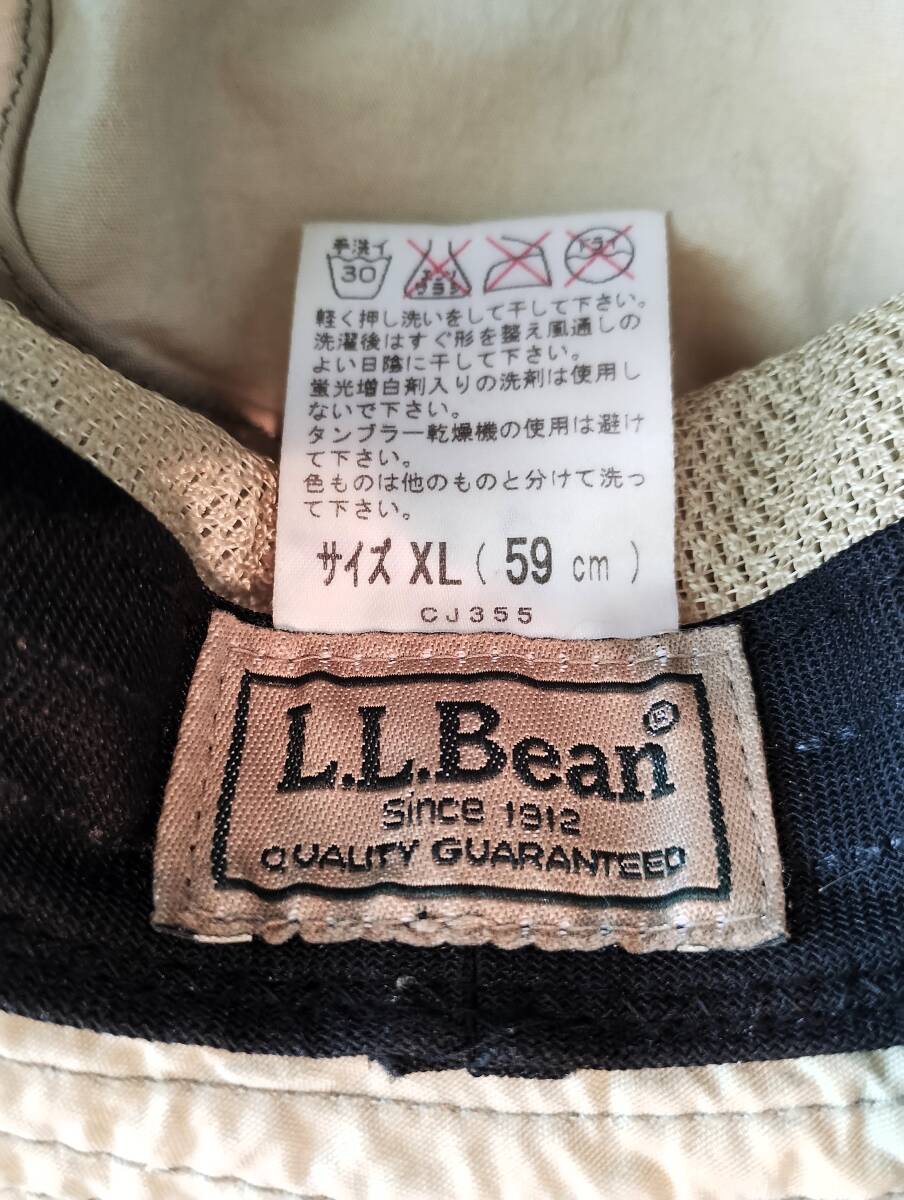 手洗イ
30
エンソ
サラシ
ドライ
軽く押し洗いをして干して下さい。
洗濯後はすぐ形を整え風通しの
よい日陰に干して下さい。
蛍光増白剤入りの洗剤は使用し
ないで下さい。
タンブラー乾燥機の使用は避け
て下さい。
色ものは他のものと分けて洗っ
て下さい。
サイズ XL ( 59 cm )
CJ355
L.L.Bean®
Since 1912
QUALITY GUARANTEED